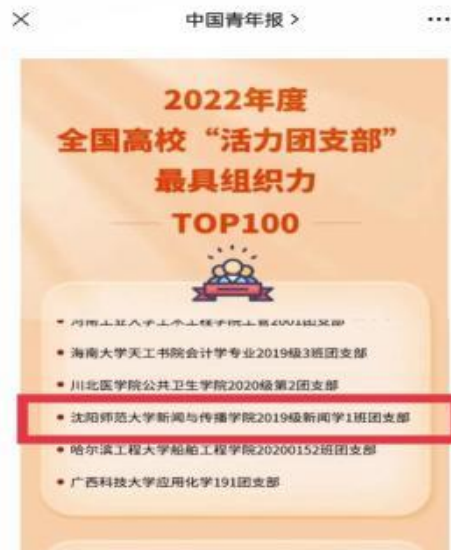 中国青年报 >
2022年度
全国高校“活力团支部”
最具组织力
TOP100
• 海南大学天工书院会计学专业2019级3班团支部
• 川北医学院公共卫生学院2020级第2团支部
• 沈阳师范大学新闻与传播学院2019级新闻学1班团支部
• 哈尔滨工程大学船舶工程学院20200152班团支部
• 广西科技大学应用化学191团支部